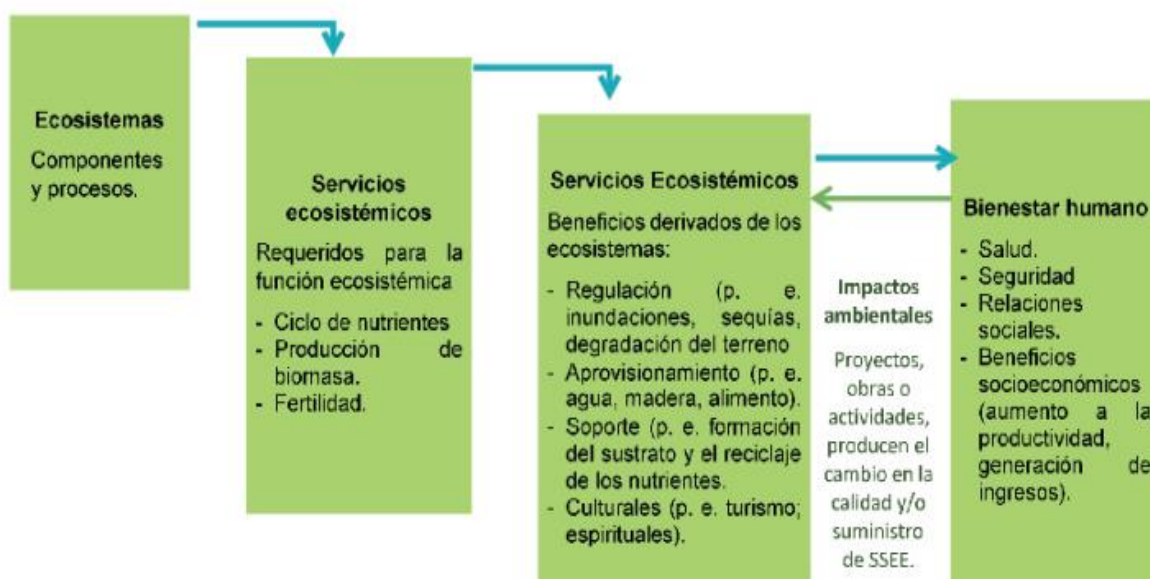 Ecosistemas
Componentes
y procesos.
Servicios
ecosistémicos
Requeridos para la
función ecosistémica
- Ciclo de nutrientes
- Producción de
biomasa.
- Fertilidad.
Servicios Ecosistémicos
Beneficios derivados de los
ecosistemas:
- Regulación (p. e.
inundaciones, sequías,
degradación del terreno
- Aprovisionamiento (p. e.
agua, madera, alimento).
- Soporte (p. e. formación
del sustrato y el reciclaje
de los nutrientes.
- Culturales (p. e. turismo;
espirituales).
Impactos
ambientales
Proyectos,
obras o
actividades,
producen el
cambio en la
calidad y/o
suministro
de SSEE.
Bienestar humano
- Salud.
- Seguridad
- Relaciones
sociales.
- Beneficios
socioeconómicos
(aumento a la
productividad,
generación de
ingresos).